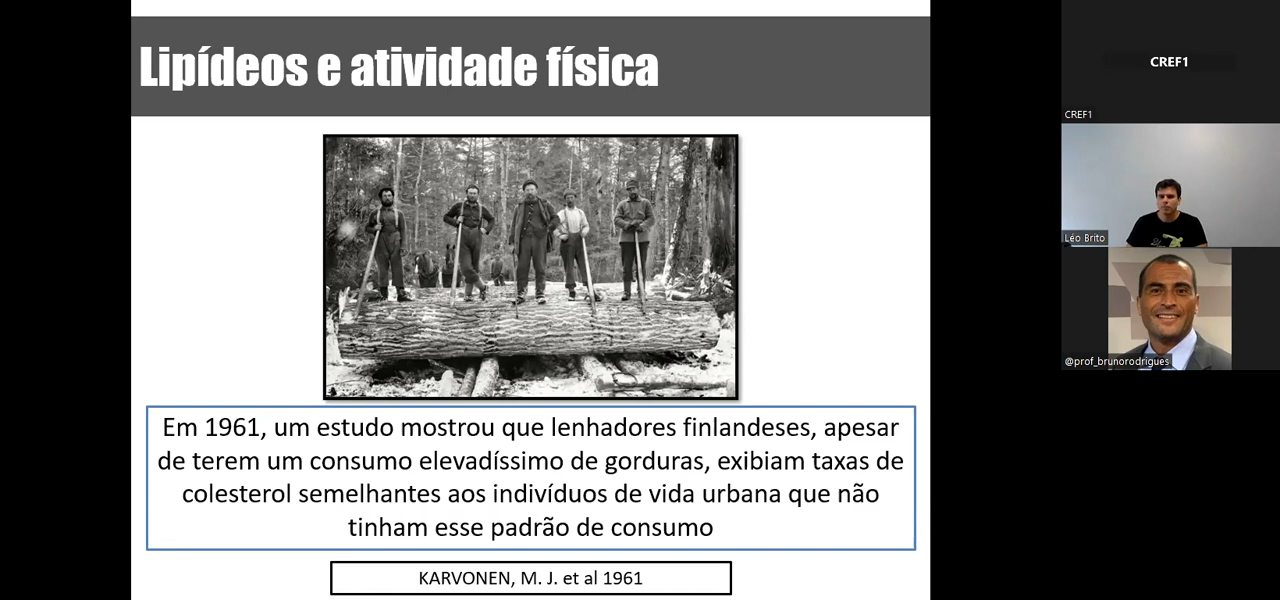 Lipídeos e atividade física
Em 1961, um estudo mostrou que lenhadores finlandeses, apesar
de terem um consumo elevadíssimo de gorduras, exibiam taxas de
colesterol semelhantes aos indivíduos de vida urbana que não
tinham esse padrão de consumo
KARVONEN, M. J. et al 1961
CREF1
CREF1
Léo Brito
@prof_brunorodrigues